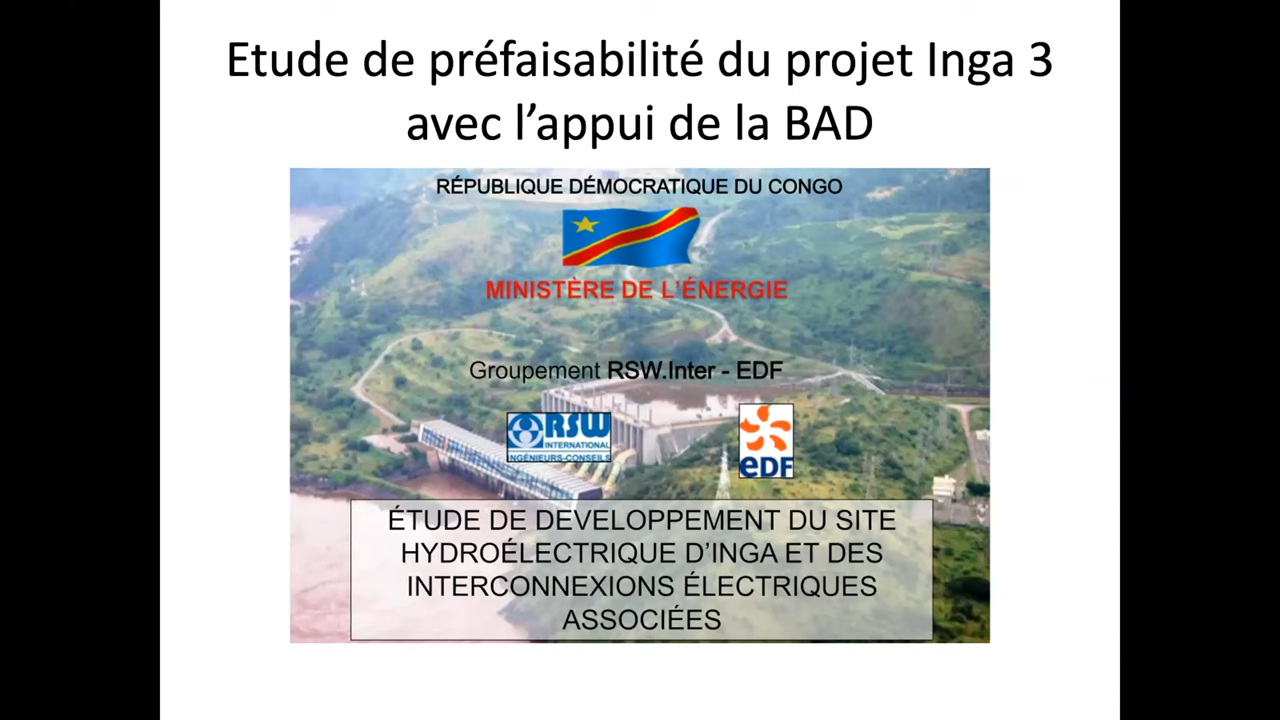 Etude de préfaisabilité du projet Inga 3
avec l’appui de la BAD
RÉPUBLIQUE DÉMOCRATIQUE DU CONGO
MINISTÈRE DE L’ÉNERGIE
Groupement RSW.Inter - EDF
RSW
INTERNATIONAL
INGÉNIEURS-CONSEILS
eDF
ÉTUDE DE DEVELOPPEMENT DU SITE
HYDROÉLECTRIQUE D’INGA ET DES
INTERCONNEXIONS ÉLECTRIQUES
ASSOCIÉES